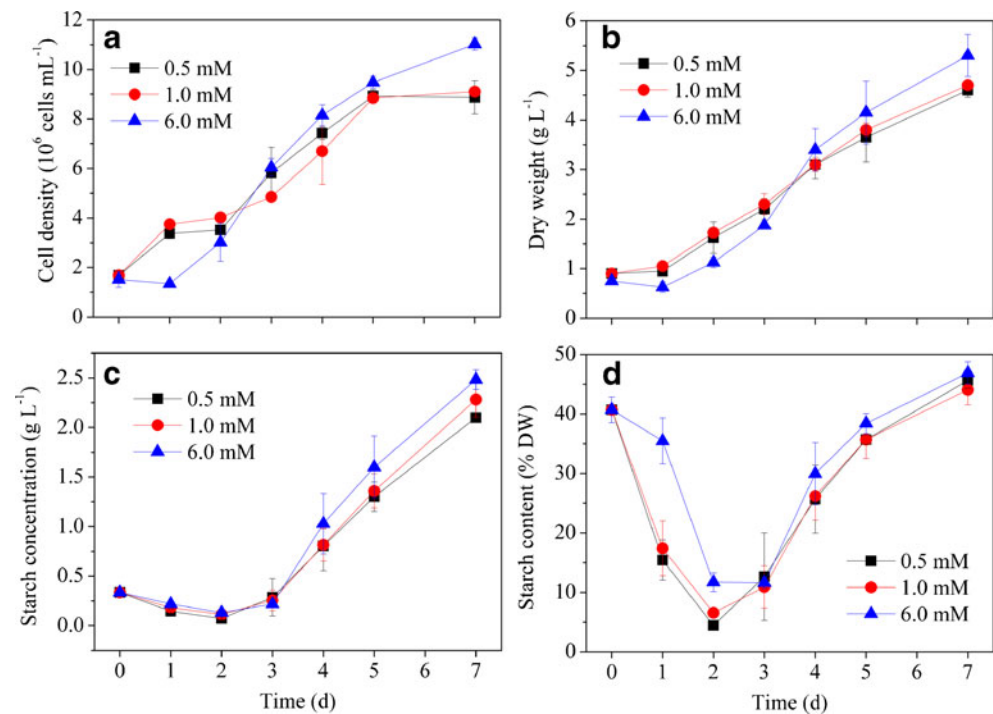 a
0.5 mM
1.0 mM
6.0 mM
Cell density (10⁶ cells mL⁻¹)
0
2
4
6
8
10
12
b
0.5 mM
1.0 mM
6.0 mM
Dry weight (g L⁻¹)
0
1
2
3
4
5
6
c
0.5 mM
1.0 mM
6.0 mM
Starch concentration (g L⁻¹)
0.0
0.5
1.0
1.5
2.0
2.5
0 1 2 3 4 5 6 7
Time (d)
d
0.5 mM
1.0 mM
6.0 mM
Starch content (% DW)
0
10
20
30
40
50
0 1 2 3 4 5 6 7
Time (d)